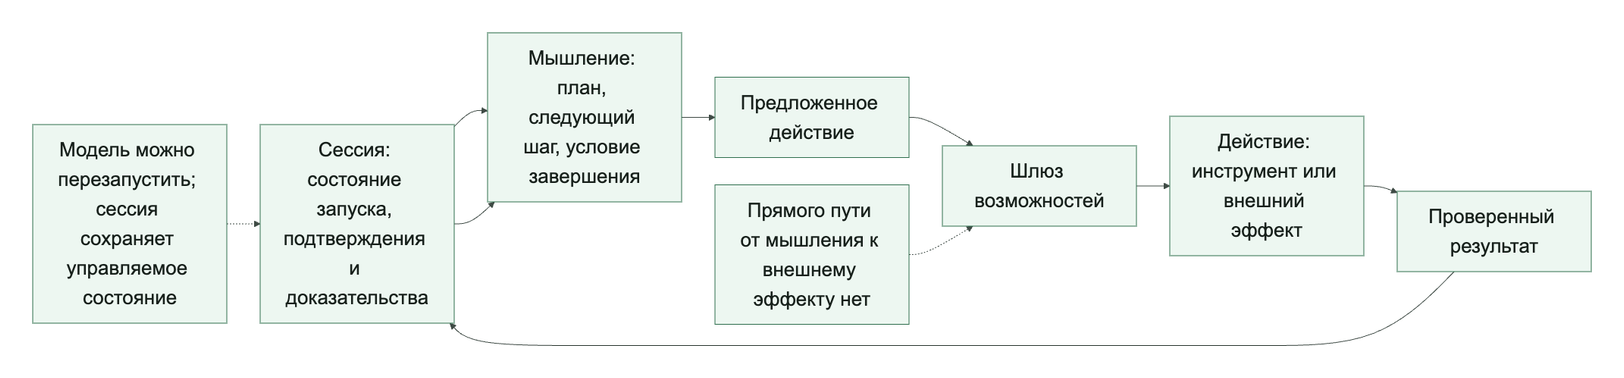 Модель можно
перезапустить;
сессия
сохраняет
управляемое
состояние
Сессия:
состояние
запуска,
подтверждения
и
доказательства
Мышление:
план,
следующий
шаг, условие
завершения
Предложенное
действие
Прямого пути
от мышления к
внешнему
эффекту нет
Шлюз
возможностей
Действие:
инструмент или
внешний
эффект
Проверенный
результат